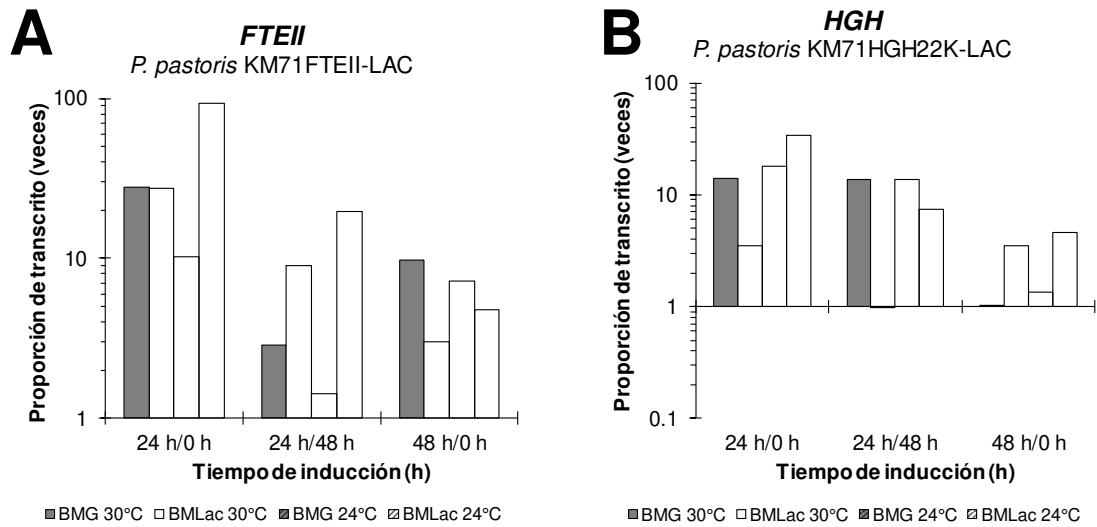 A
FTEII
P. pastoris KM71FTEII-LAC
Proporción de transcrito (veces)
100
10
1
24 h/0 h
24 h/48 h
48 h/0 h
Tiempo de inducción (h)
BMG 30°C BMLac 30°C BMG 24°C BMLac 24°C
B
HGH
P. pastoris KM71HGH22K-LAC
Proporción de transcrito (veces)
100
10
1
0.1
24 h/0 h
24 h/48 h
48 h/0 h
Tiempo de inducción (h)
BMG 30°C BMLac 30°C BMG 24°C BMLac 24°C